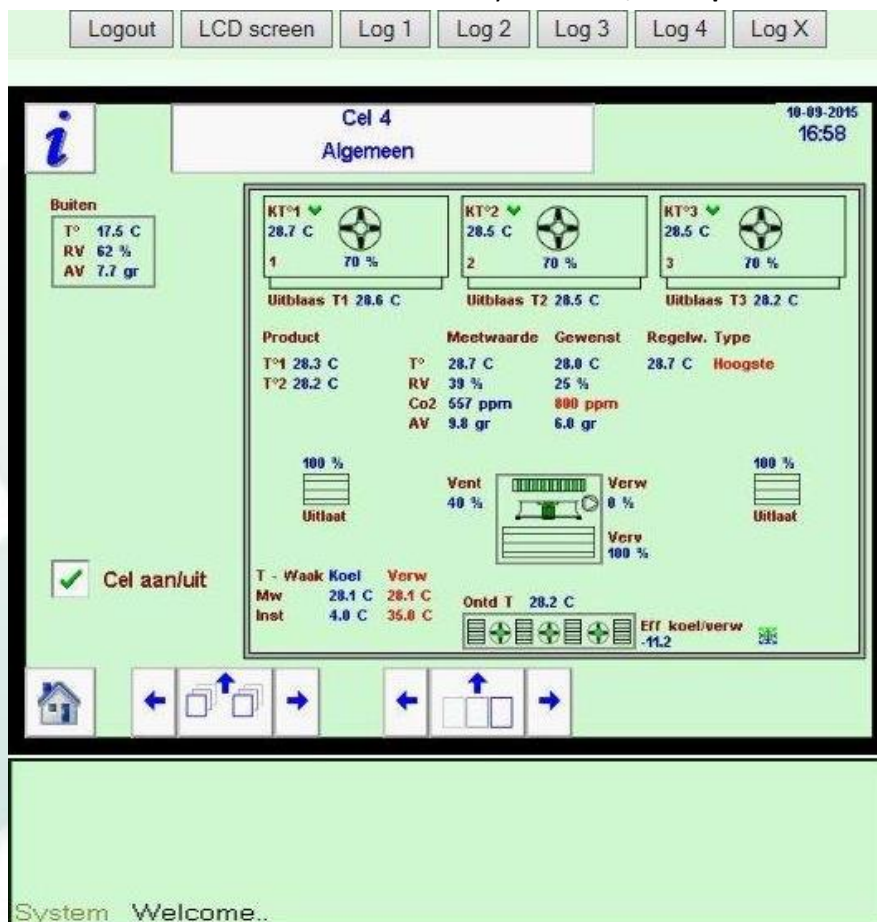 Logout LCD screen Log 1 Log 2 Log 3 Log 4 Log X
i
Cel 4
Algemeen
10-09-2015
16:58
Buiten
T° 17.5 C
RV 62 %
AV 7.7 gr
KT°1
28.7 C
1 70 %
KT°2
28.5 C
2 70 %
KT°3
28.5 C
3 70 %
Uitblaas T1 28.6 C
Uitblaas T2 28.5 C
Uitblaas T3 28.2 C
Product Meetwaarde Gewenst Regelw. Type
T°1 28.3 C T° 28.7 C 28.0 C 28.7 C Hoogste
T°2 28.2 C RV 39 % 25 %
Co2 557 ppm 800 ppm
AV 9.8 gr 6.0 gr
100 %
Uitlaat
Vent
40 %
Verw
0 %
Verv
100 %
100 %
Uitlaat
Cel aan/uit
T - Waak Koel Verw
Mw 28.1 C 28.1 C
Inst 4.0 C 35.0 C
Ontd T 28.2 C
Eff koel/verw
-11.2
System Welcome..